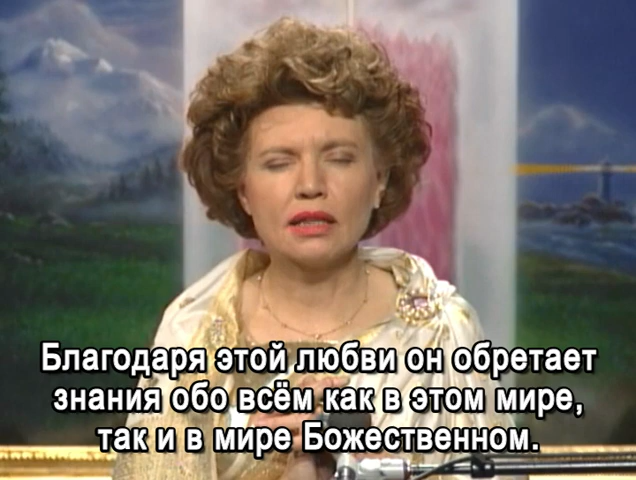 Благодаря этой любви он обретает
знания обо всём как в этом мире,
так и в мире Божественном.